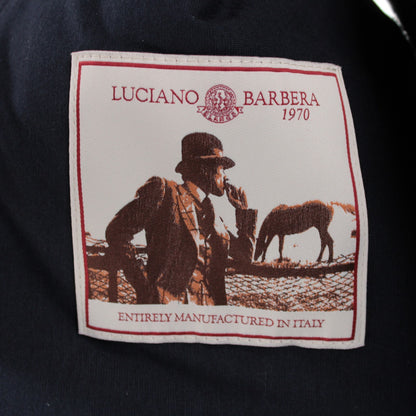 LUCIANO BARBERA
1970
ENTIRELY MANUFACTURED IN ITALY